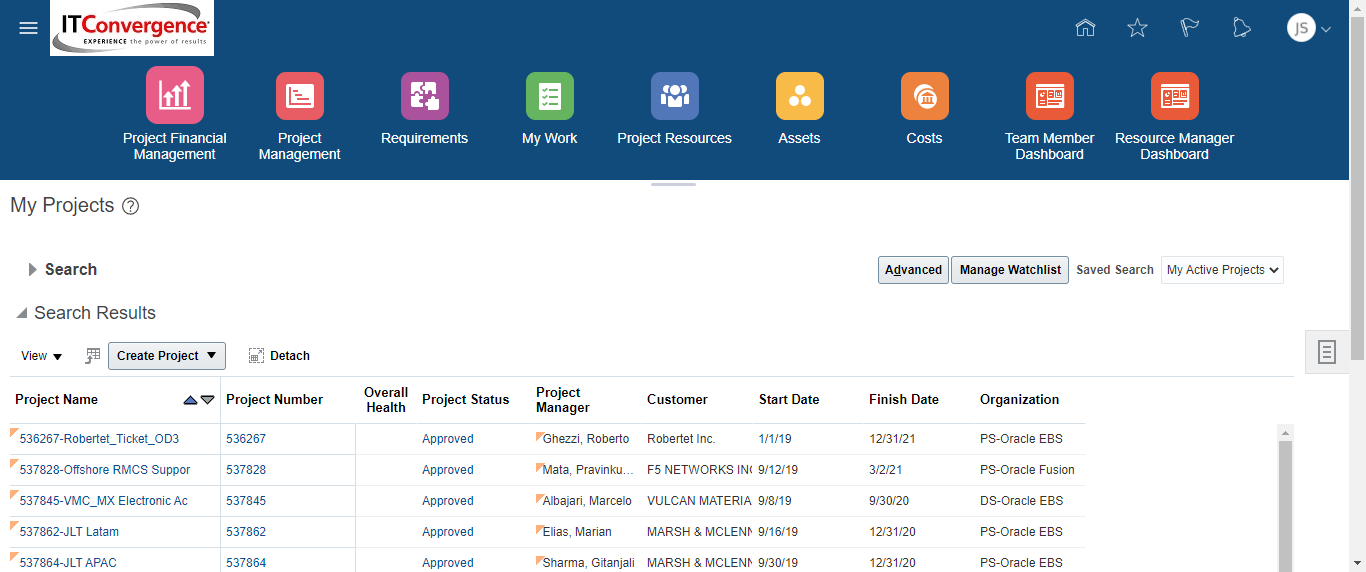 ITConvergence
EXPERIENCE the power of results
JS
Project Financial Management
Project Management
Requirements
My Work
Project Resources
Assets
Costs
Team Member Dashboard
Resource Manager Dashboard
My Projects ?
Search
Advanced Manage Watchlist Saved Search My Active Projects
Search Results
View Create Project Detach
Project Name Project Number Overall Health Project Status Project Manager Customer Start Date Finish Date Organization
536267-Robertet_Ticket_OD3 536267 Approved Ghezzi, Roberto Robertet Inc. 1/1/19 12/31/21 PS-Oracle EBS
537828-Offshore RMCS Suppor 537828 Approved Mata, Pravinku... F5 NETWORKS INC 9/12/19 3/2/21 PS-Oracle Fusion
537845-VMC_MX Electronic Ac 537845 Approved Albajari, Marcelo VULCAN MATERIA 9/8/19 9/30/20 DS-Oracle EBS
537862-JLT Latam 537862 Approved Elias, Marian MARSH & MCLENN 9/16/19 12/31/20 PS-Oracle EBS
537864-JLT APAC 537864 Approved Sharma, Gitanjali MARSH & MCLENN 9/30/19 12/31/20 PS-Oracle EBS